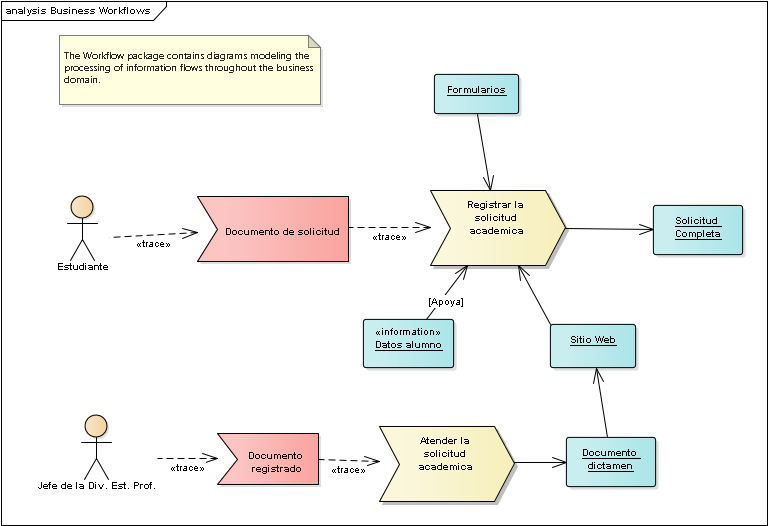 analysis Business Workflows
The Workflow package contains diagrams modeling the
processing of information flows throughout the business
domain.
Formularios
Registrar la
solicitud
academica
Documento de solicitud
«trace»
«trace»
Estudiante
Solicitud
Completa
[Apoya]
«information»
Datos alumno
Sitio Web
Atender la
solicitud
academica
Documento
registrado
«trace»
«trace»
Documento
dictamen
Jefe de la Div. Est. Prof.